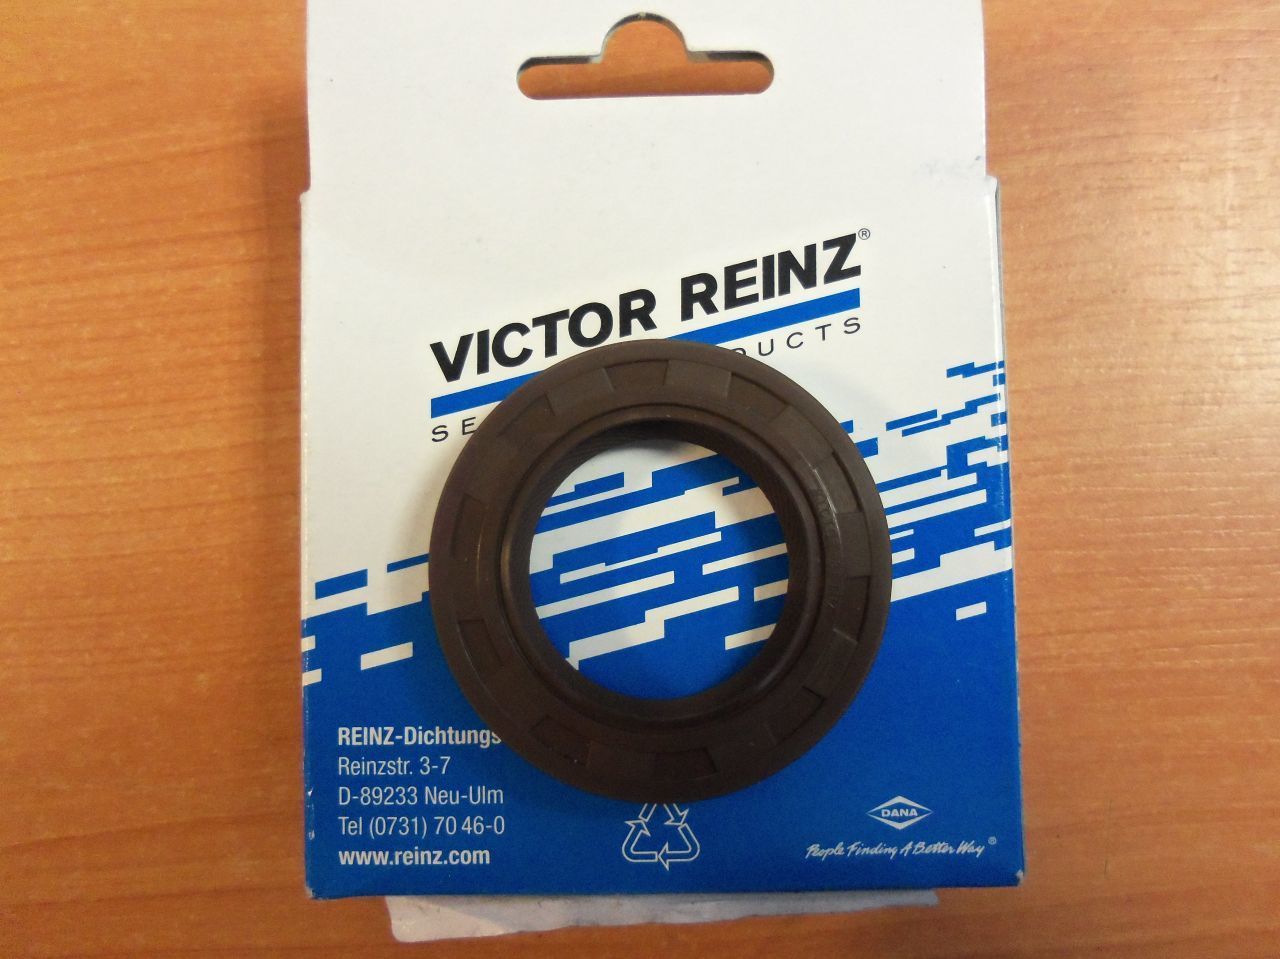 VICTOR REINZ®
SE DUCTS
REINZ-Dichtungs
Reinzstr. 3-7
D-89233 Neu-Ulm
Tel (0731) 70 46-0
www.reinz.com
DANA
People Finding A Better Way®